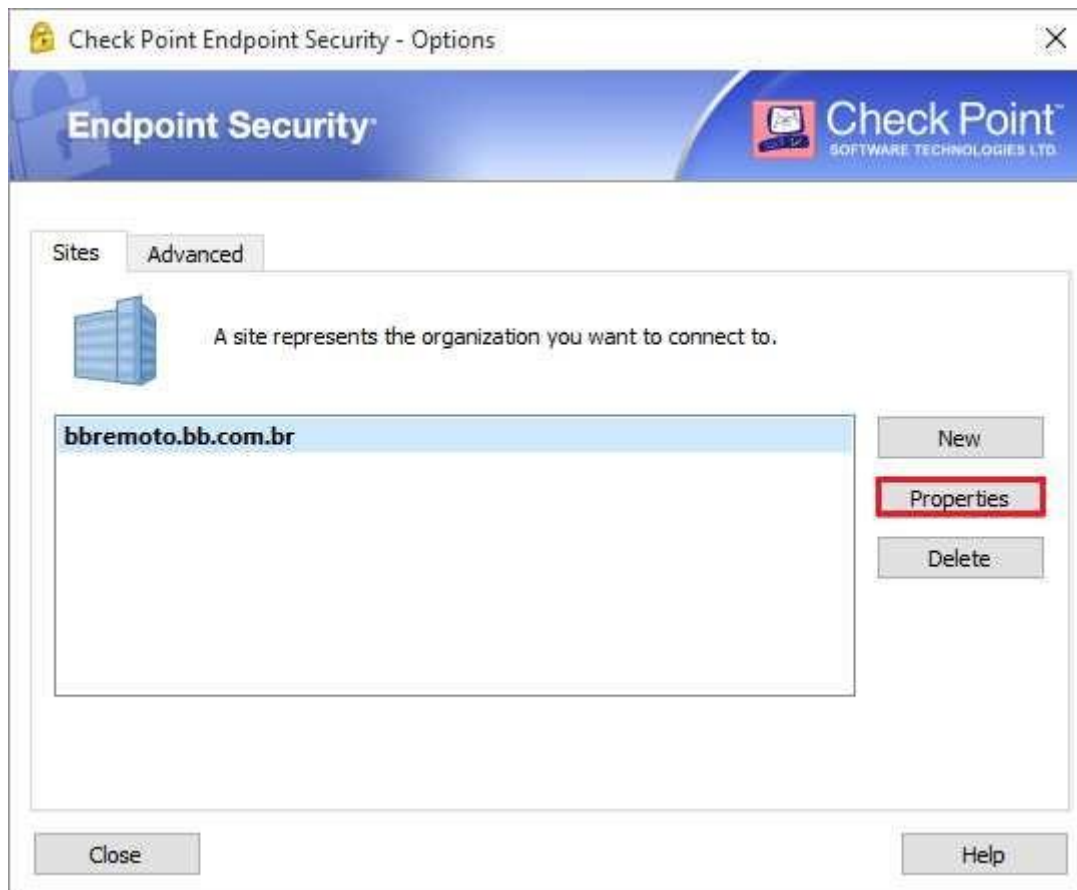 Check Point Endpoint Security - Options
Endpoint Security
Check Point™
SOFTWARE TECHNOLOGIES LTD.
Sites
Advanced
A site represents the organization you want to connect to.
bbremoto.bb.com.br
New
Properties
Delete
Close
Help